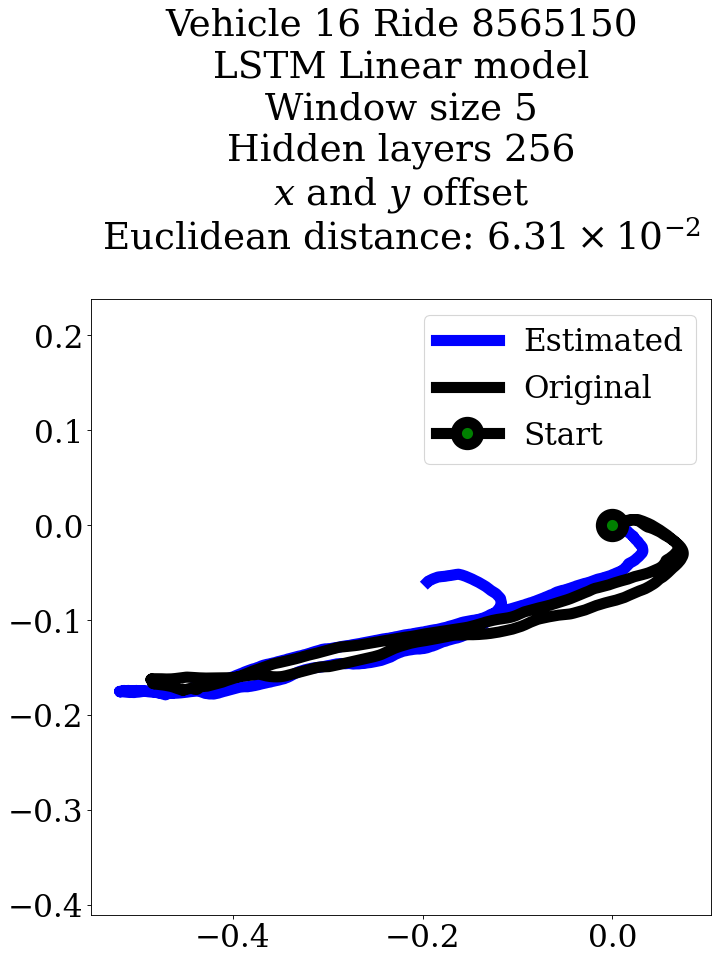 Vehicle 16 Ride 8565150
LSTM Linear model
Window size 5
Hidden layers 256
x and y offset
Euclidean distance: 6.31 × 10⁻²
Estimated
Original
Start
0.2
0.1
0.0
−0.1
−0.2
−0.3
−0.4
−0.4 −0.2 0.0